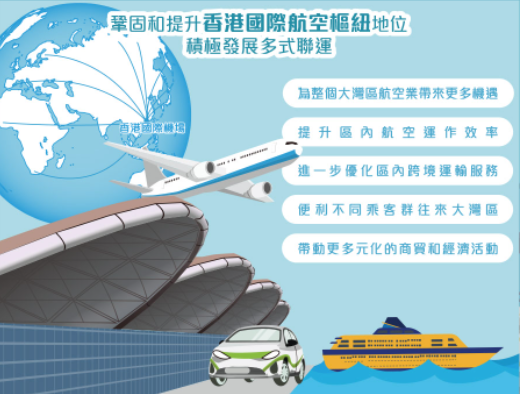 鞏固和提升香港國際航空樞紐地位
積極發展多式聯運
香港國際機場
為整個大灣區航空業帶來更多機遇
提升區內航空運作效率
進一步優化區內跨境運輸服務
便利不同乘客群往來大灣區
帶動更多元化的商貿和經濟活動